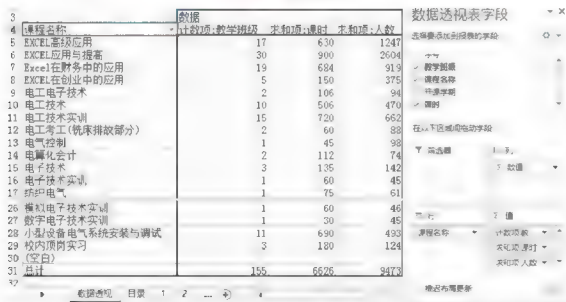 3 数据
4 课程名称 计数项:教学班级 求和项:课时 求和项:人数
5 EXCEL高级应用 17 630 1247
6 EXCEL应用与提高 30 900 2604
7 Excel在财务中的应用 19 684 919
8 EXCEL在创业中的应用 5 150 375
9 电工电子技术 2 106 94
10 电工技术 10 506 470
11 电工技术实训 15 720 662
12 电工考工(铣床排故部分) 2 60 88
13 电气控制 1 45 98
14 电算化会计 2 112 74
15 电子技术 3 135 142
16 电子技术实训 1 60 45
17 纺织电气 1 75 61
26 模拟电子技术实训 1 60 46
27 数字电子技术实训 1 30 45
28 小型设备电气系统安装与调试 11 690 493
29 校内顶岗实习 3 180 124
30 (空白)
31 总计 155 6626 9473
32
数据透视 目录 1 2 ...
数据透视表字段
选择要添加到报表的字段
教学班级
课程名称
开课学期
课时
区域间拖动字段
筛选器
Σ 数值
Σ 值
课程名称 计数项
求和项 课时
求和项 人数
推迟布局更新